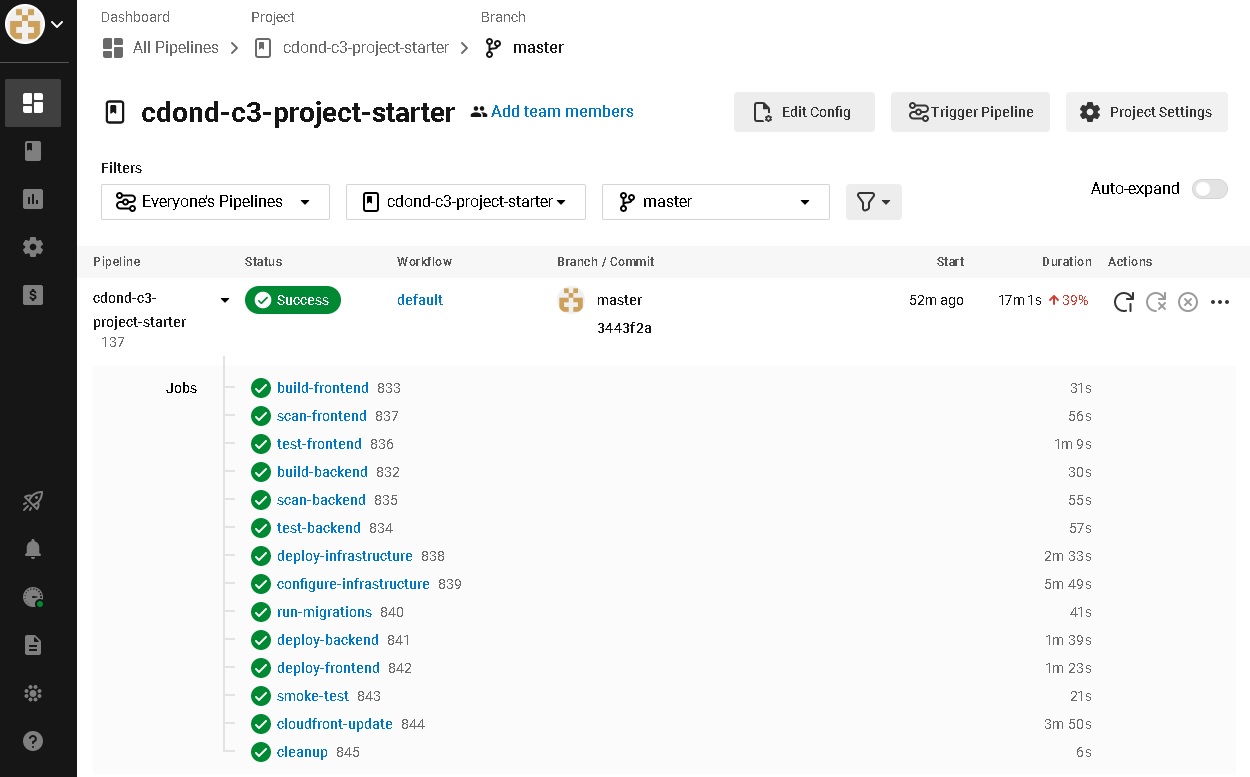 Dashboard Project Branch
All Pipelines cdond-c3-project-starter master
cdond-c3-project-starter Add team members Edit Config Trigger Pipeline Project Settings
Filters
Everyone's Pipelines cdond-c3-project-starter master Auto-expand
Pipeline Status Workflow Branch / Commit Start Duration Actions
cdond-c3-project-starter Success default master 52m ago 17m 1s 39%
137 3443f2a
Jobs build-frontend 833 31s
scan-frontend 837 56s
test-frontend 836 1m 9s
build-backend 832 30s
scan-backend 835 55s
test-backend 834 57s
deploy-infrastructure 838 2m 33s
configure-infrastructure 839 5m 49s
run-migrations 840 41s
deploy-backend 841 1m 39s
deploy-frontend 842 1m 23s
smoke-test 843 21s
cloudfront-update 844 3m 50s
cleanup 845 6s